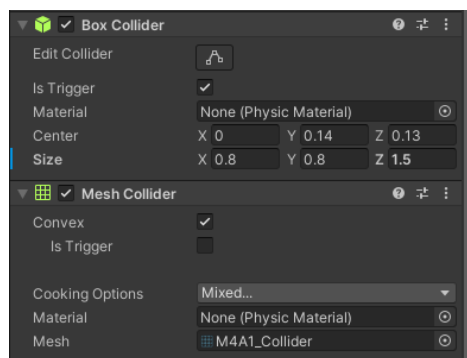 Box Collider
Edit Collider
Is Trigger
Material None (Physic Material)
Center X 0 Y 0.14 Z 0.13
Size X 0.8 Y 0.8 Z 1.5
Mesh Collider
Convex
Is Trigger
Cooking Options Mixed...
Material None (Physic Material)
Mesh M4A1_Collider